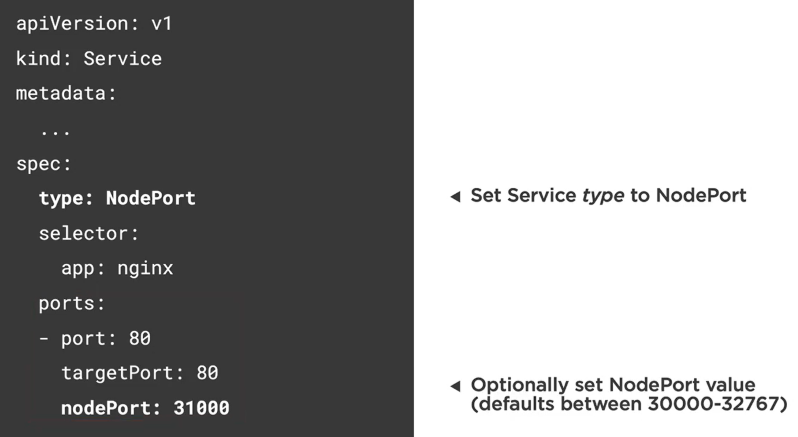 apiVersion: v1
kind: Service
metadata:
  ...
spec:
  type: NodePort
  selector:
    app: nginx
  ports:
  - port: 80
    targetPort: 80
    nodePort: 31000
◄ Set Service type to NodePort
◄ Optionally set NodePort value
(defaults between 30000-32767)